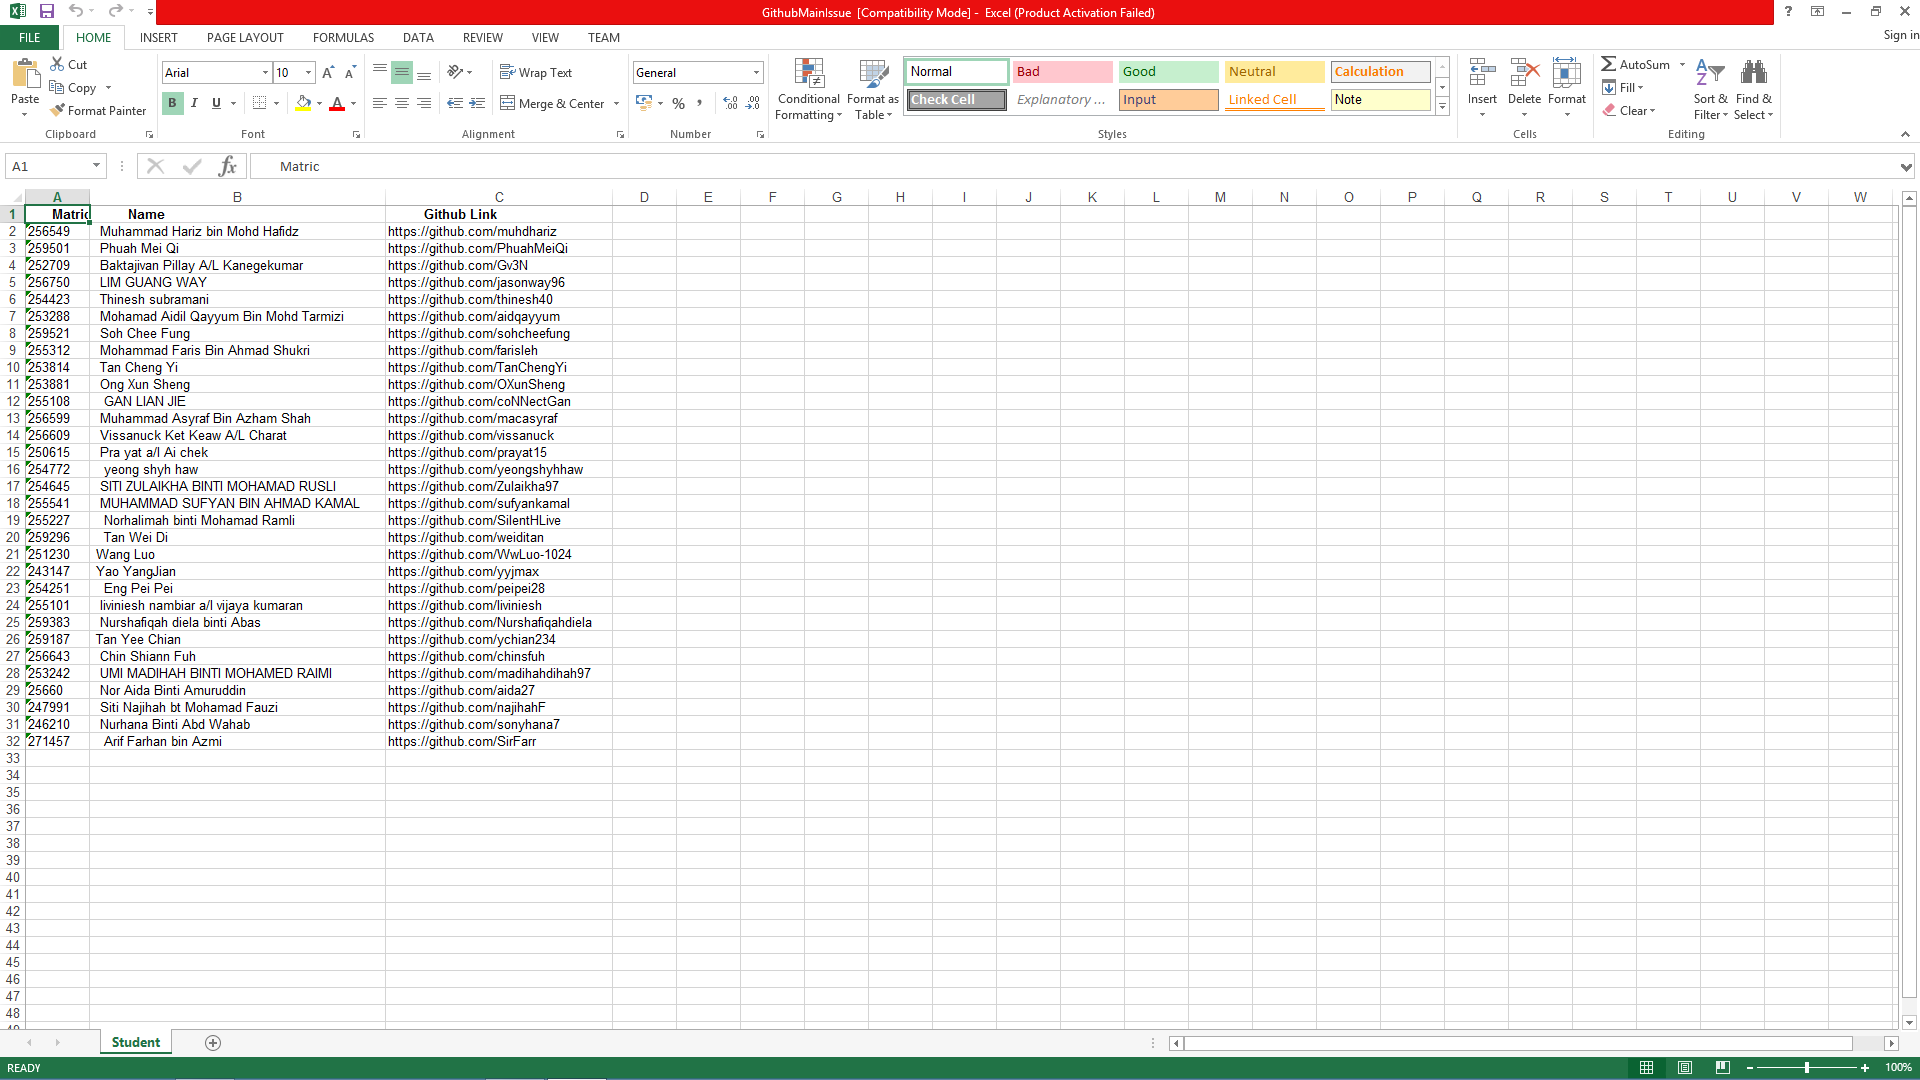 GithubMainIssue [Compatibility Mode] - Excel (Product Activation Failed)
FILE HOME INSERT PAGE LAYOUT FORMULAS DATA REVIEW VIEW TEAM Sign in
Paste Cut Copy Format Painter Clipboard
Arial 10 B I U Font
Wrap Text Merge & Center Alignment
General % , Number
Conditional Formatting Format as Table
Normal Bad Good Neutral Calculation
Check Cell Explanatory ... Input Linked Cell Note
Styles
Insert Delete Format Cells
AutoSum Fill Clear Sort & Filter Find & Select Editing
A1 fx Matric
A B C D E F G H I J K L M N O P Q R S T U V W
1 Matric Name Github Link
2 256549 Muhammad Hariz bin Mohd Hafidz https://github.com/muhdhariz
3 259501 Phuah Mei Qi https://github.com/PhuahMeiQi
4 252709 Baktajivan Pillay A/L Kanegekumar https://github.com/Gv3N
5 256750 LIM GUANG WAY https://github.com/jasonway96
6 254423 Thinesh subramani https://github.com/thinesh40
7 253288 Mohamad Aidil Qayyum Bin Mohd Tarmizi https://github.com/aidqayyum
8 259521 Soh Chee Fung https://github.com/sohcheefung
9 255312 Mohammad Faris Bin Ahmad Shukri https://github.com/farisleh
10 253814 Tan Cheng Yi https://github.com/TanChengYi
11 253881 Ong Xun Sheng https://github.com/OXunSheng
12 255108 GAN LIAN JIE https://github.com/coNNectGan
13 256599 Muhammad Asyraf Bin Azham Shah https://github.com/macasyraf
14 256609 Vissanuck Ket Keaw A/L Charat https://github.com/vissanuck
15 250615 Pra yat a/l Ai chek https://github.com/prayat15
16 254772 yeong shyh haw https://github.com/yeongshyhhaw
17 254645 SITI ZULAIKHA BINTI MOHAMAD RUSLI https://github.com/Zulaikha97
18 255541 MUHAMMAD SUFYAN BIN AHMAD KAMAL https://github.com/sufyankamal
19 255227 Norhalimah binti Mohamad Ramli https://github.com/SilentHLive
20 259296 Tan Wei Di https://github.com/weiditan
21 251230 Wang Luo https://github.com/WwLuo-1024
22 243147 Yao YangJian https://github.com/yyjmax
23 254251 Eng Pei Pei https://github.com/peipei28
24 255101 liviniesh nambiar a/l vijaya kumaran https://github.com/liviniesh
25 259383 Nurshafiqah diela binti Abas https://github.com/Nurshafiqahdiela
26 259187 Tan Yee Chian https://github.com/ychian234
27 256643 Chin Shiann Fuh https://github.com/chinsfuh
28 253242 UMI MADIHAH BINTI MOHAMED RAIMI https://github.com/madihahdihah97
29 25660 Nor Aida Binti Amuruddin https://github.com/aida27
30 247991 Siti Najihah bt Mohamad Fauzi https://github.com/najihahF
31 246210 Nurhana Binti Abd Wahab https://github.com/sonyhana7
32 271457 Arif Farhan bin Azmi https://github.com/SirFarr
33
34
35
36
37
38
39
40
41
42
43
44
45
46
47
48
49
Student
READY 100%